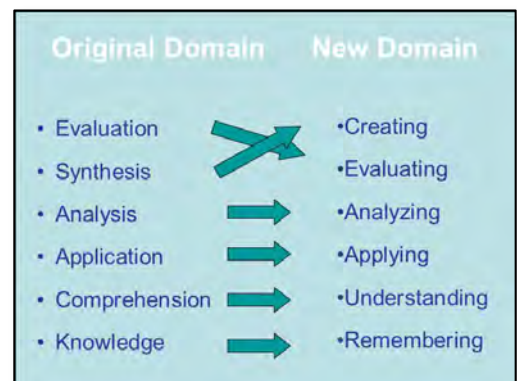 Original Domain New Domain
• Evaluation •Creating
• Synthesis •Evaluating
• Analysis •Analyzing
• Application •Applying
• Comprehension •Understanding
• Knowledge •Remembering